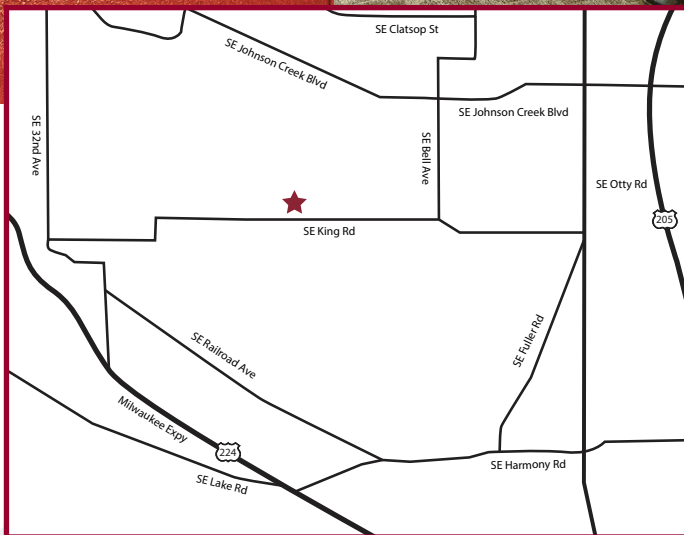 SE Clatsop St
SE Johnson Creek Blvd
SE Johnson Creek Blvd
SE 32nd Ave
SE Bell Ave
SE Otty Rd
205
SE King Rd
SE Fuller Rd
SE Railroad Ave
Milwaukee Expy
224
SE Harmony Rd
SE Lake Rd